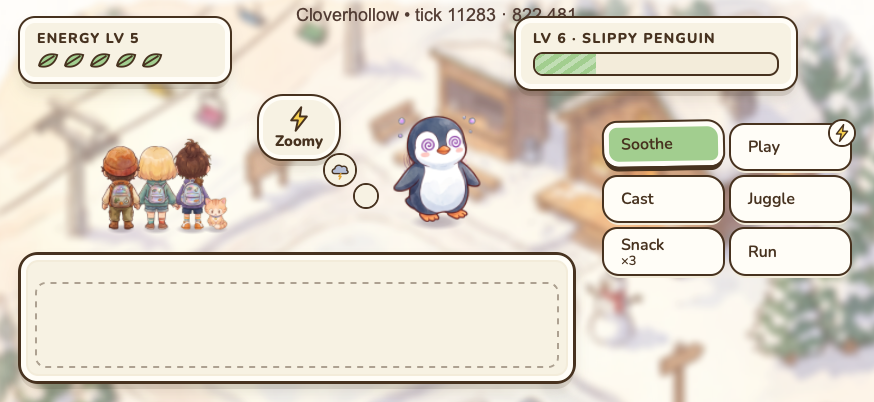 Cloverhollow • tick 11283 · 822,481
ENERGY LV 5
LV 6 · SLIPPY PENGUIN
Zoomy
Soothe
Play
Cast
Juggle
Snack
×3
Run